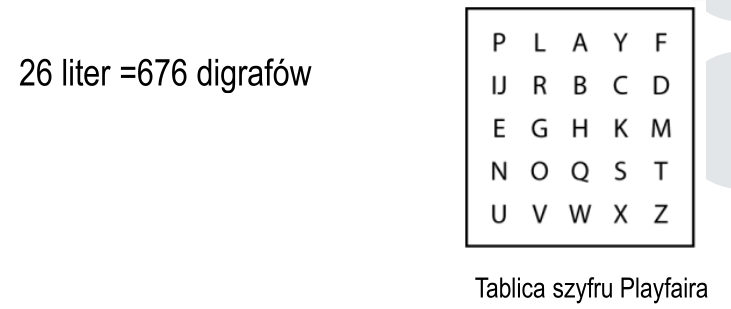 26 liter =676 digrafów
P L A Y F
IJ R B C D
E G H K M
N O Q S T
U V W X Z
Tablica szyfru Playfaira